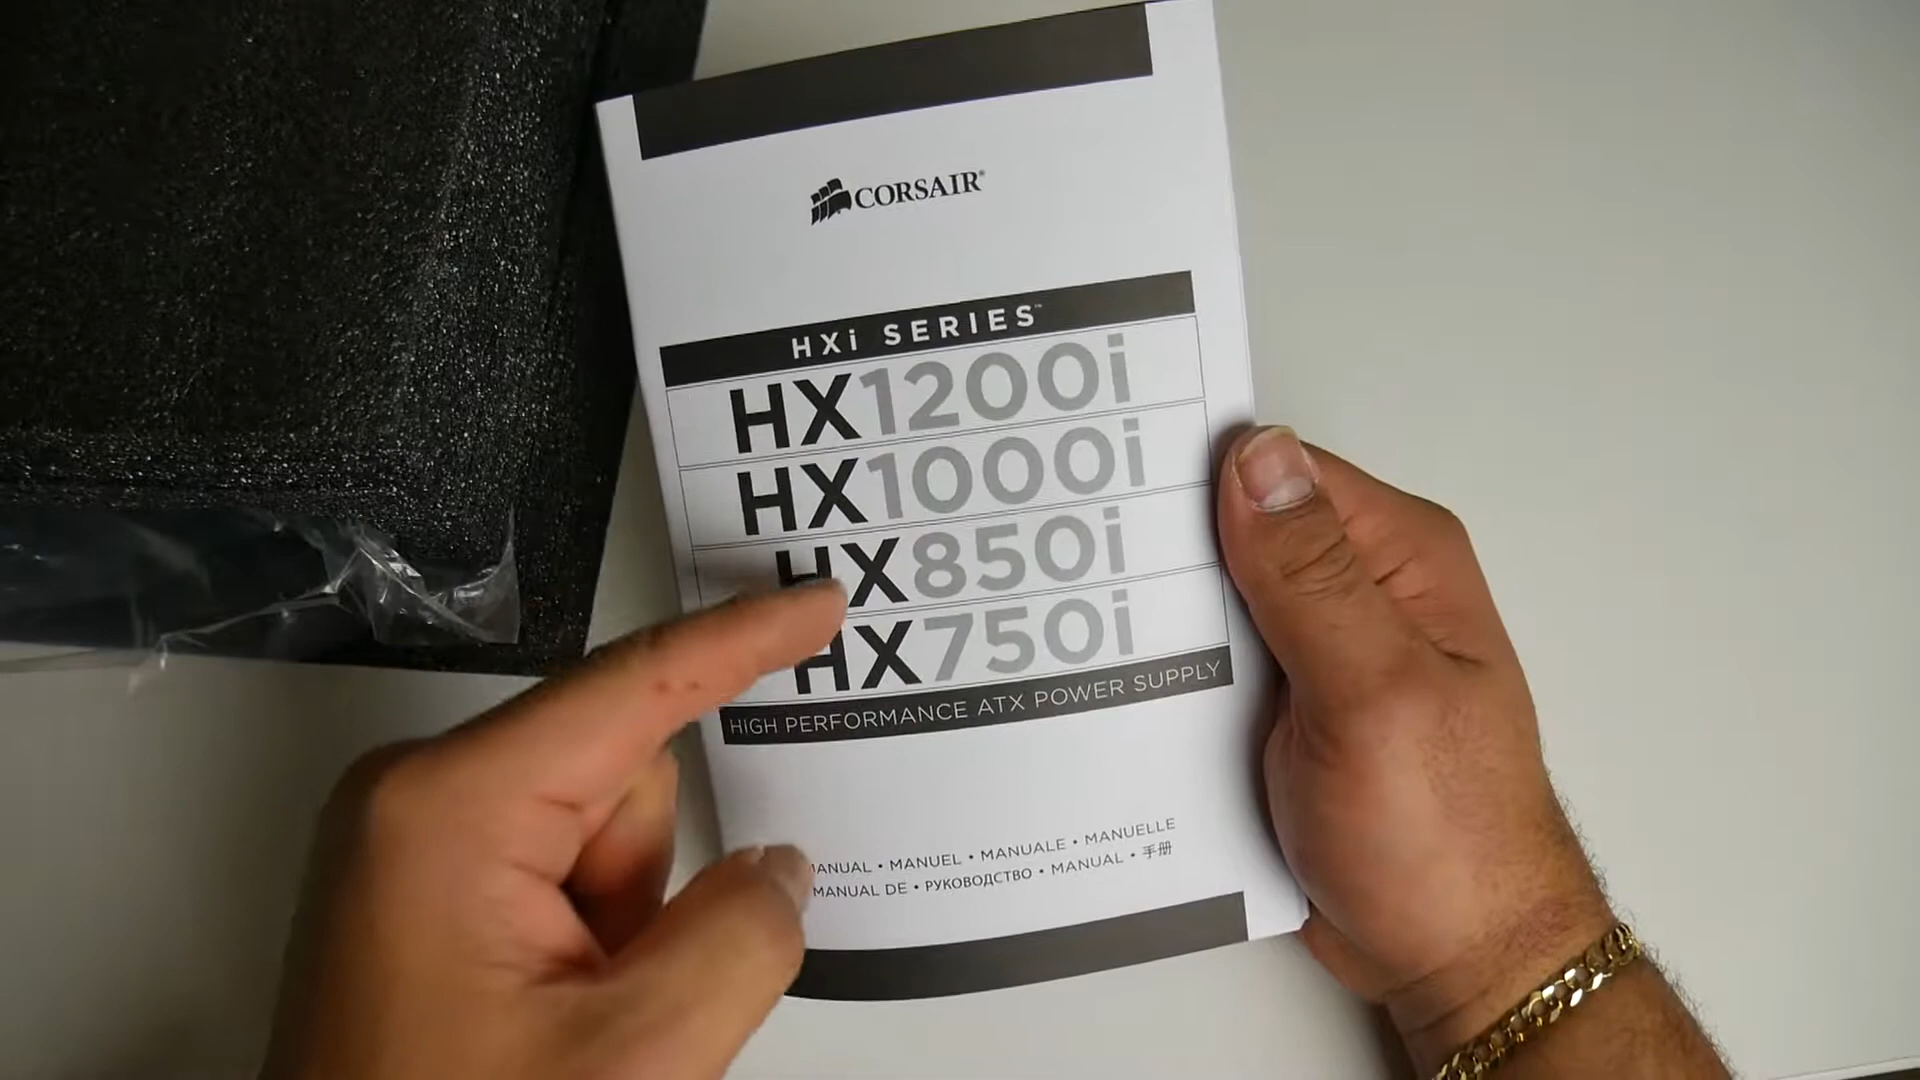 CORSAIR®
HXi SERIES™
HX1200i
HX1000i
HX850i
HX750i
HIGH PERFORMANCE ATX POWER SUPPLY
MANUAL • MANUEL • MANUALE • MANUELLE
MANUAL DE • РУКОВОДСТВО • MANUAL • 手册